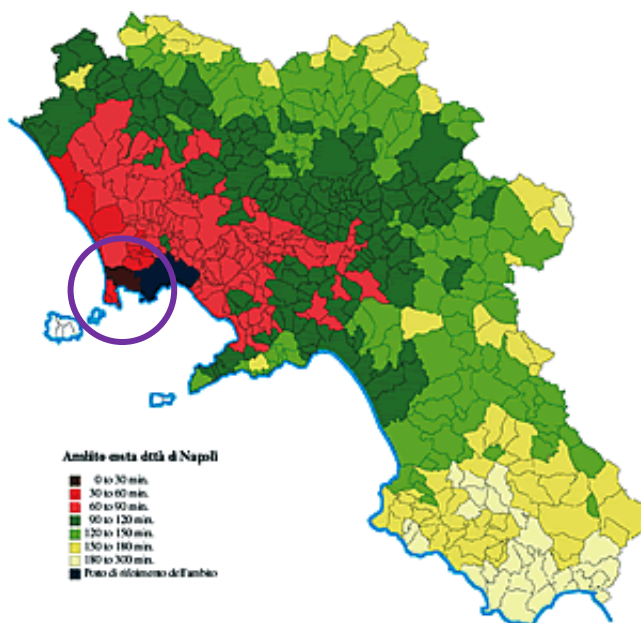 Ambito costa città di Napoli
0 to 30 min.
30 to 60 min.
60 to 90 min.
90 to 120 min.
120 to 150 min.
150 to 180 min.
180 to 300 min.
Porto di riferimento dell'ambito